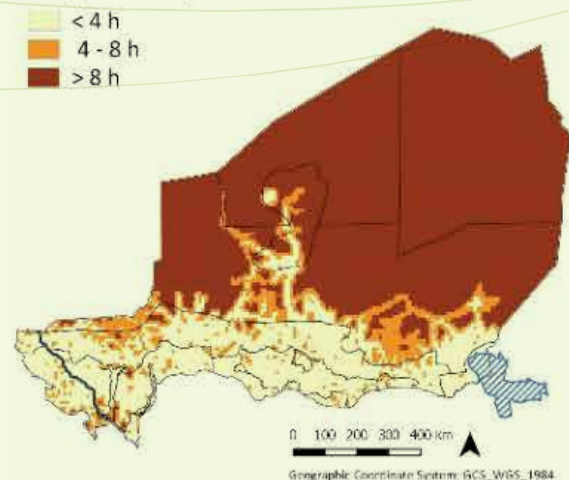 < 4 h
4 - 8 h
> 8 h
0 100 200 300 400 Km
Geographic Coordinate System: GCS_WGS_1984